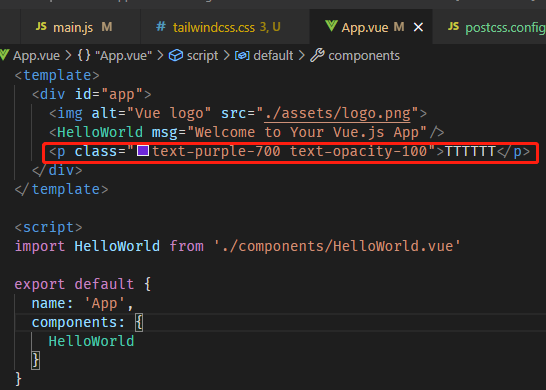 JS main.js M # tailwindcss.css 3, U App.vue M × JS postcss.config
App.vue > {} "App.vue" > script > default > components
<template>
<div id="app">
<img alt="Vue logo" src="./assets/logo.png">
<HelloWorld msg="Welcome to Your Vue.js App"/>
<p class="text-purple-700 text-opacity-100">TTTTTT</p>
</div>
</template>
<script>
import HelloWorld from './components/HelloWorld.vue'
export default {
name: 'App',
components: {
HelloWorld
}
}